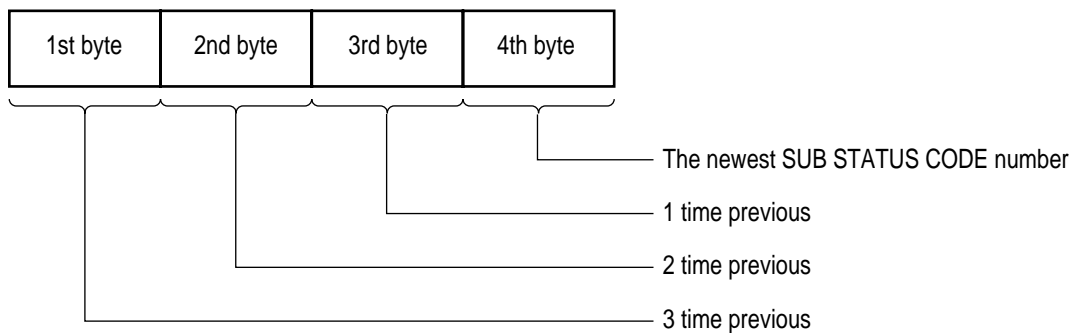 1st byte 2nd byte 3rd byte 4th byte
The newest SUB STATUS CODE number
1 time previous
2 time previous
3 time previous